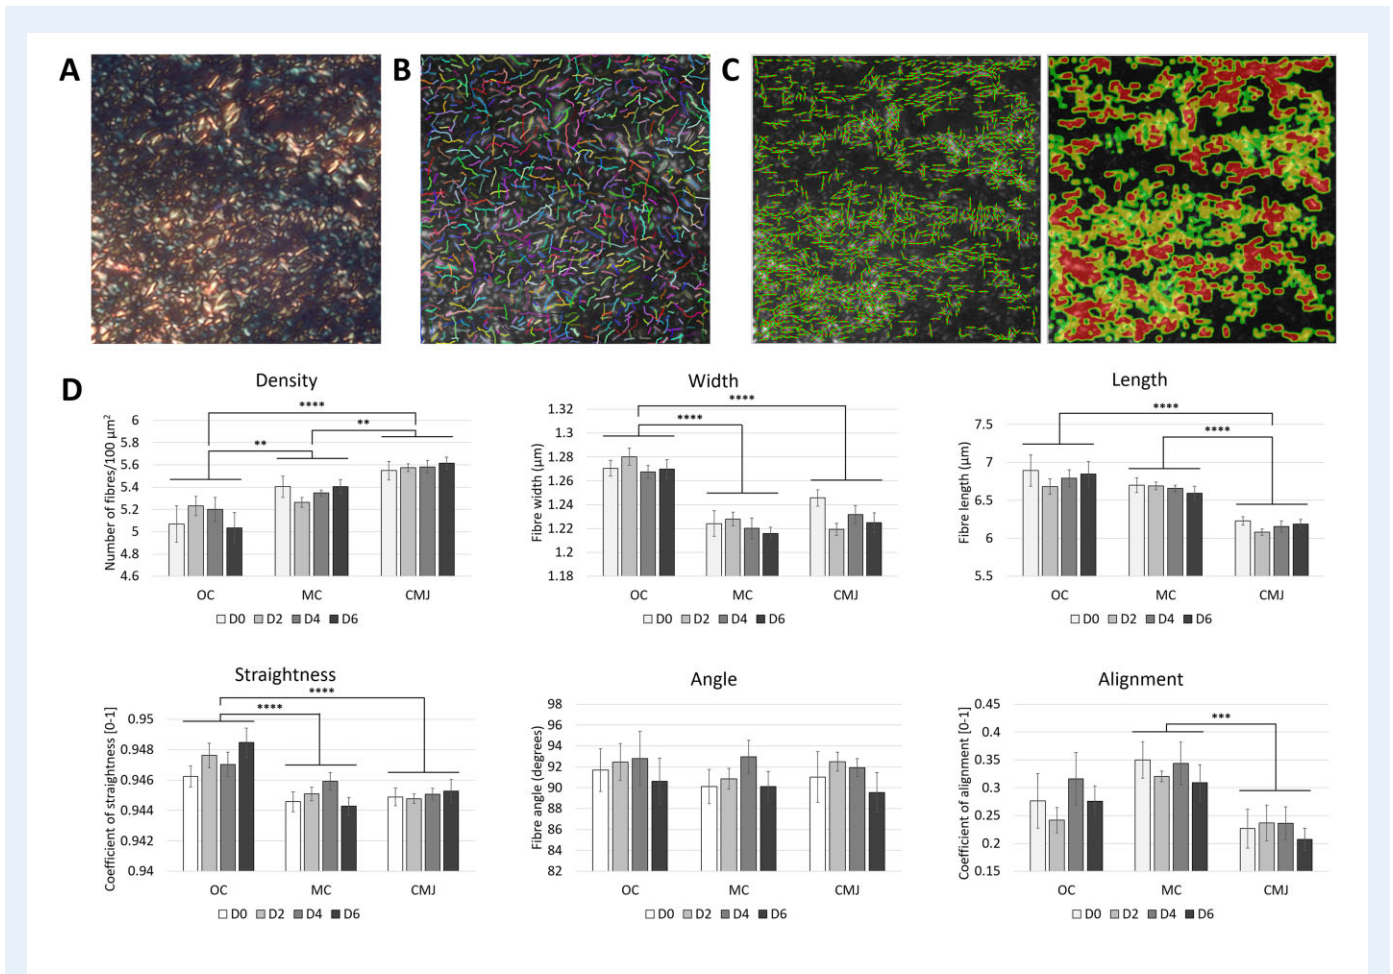 A B C
D
Density
Number of fibres/100 µm²
6
5.8
5.6
5.4
5.2
5
4.8
4.6
****
**
**
OC MC CMJ
D0 D2 D4 D6
Width
Fibre width (µm)
1.32
1.3
1.28
1.26
1.24
1.22
1.2
1.18
****
****
OC MC CMJ
D0 D2 D4 D6
Length
Fibre length (µm)
7.5
7
6.5
6
5.5
****
****
OC MC CMJ
D0 D2 D4 D6
Straightness
Coefficient of straightness [0-1]
0.95
0.948
0.946
0.944
0.942
0.94
****
****
OC MC CMJ
D0 D2 D4 D6
Angle
Fibre angle (degrees)
98
96
94
92
90
88
86
84
82
OC MC CMJ
D0 D2 D4 D6
Alignment
Coefficient of alignment [0-1]
0.45
0.4
0.35
0.3
0.25
0.2
0.15
***
OC MC CMJ
D0 D2 D4 D6